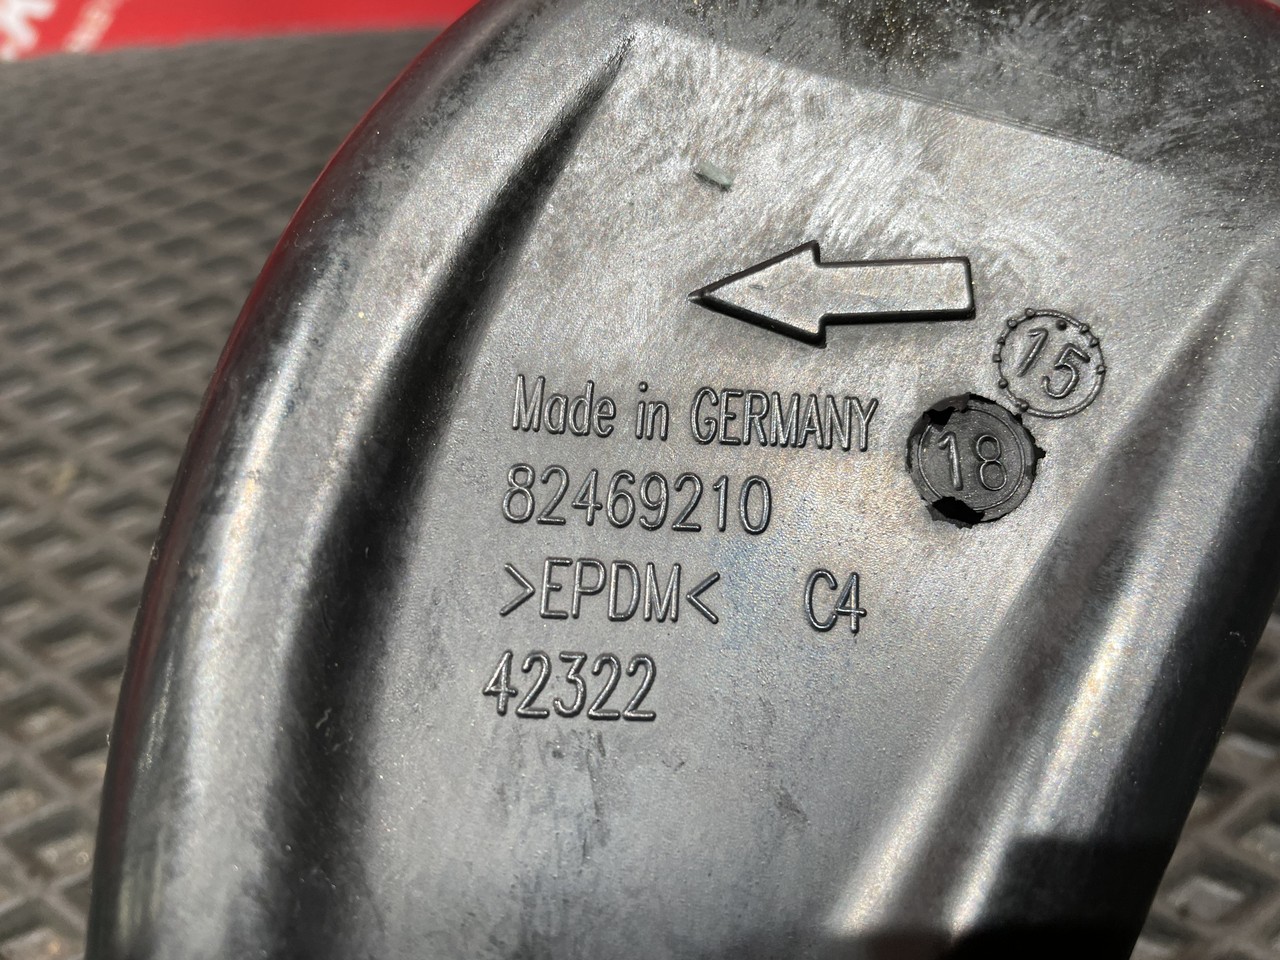 15
Made in GERMANY
18
82469210
>EPDM<
C4
42322